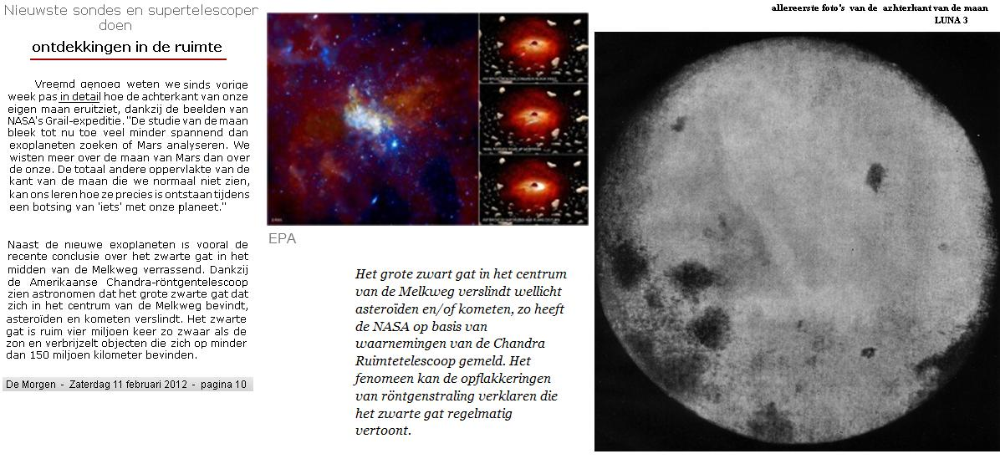 Nieuwste sondes en supertelescoper
doen
ontdekkingen in de ruimte
Vreemd genoeg weten we sinds vorige
week pas in detail hoe de achterkant van onze
eigen maan eruitziet, dankzij de beelden van
NASA's Grail-expeditie. "De studie van de maan
bleek tot nu toe veel minder spannend dan
exoplaneten zoeken of Mars analyseren. We
wisten meer over de maan van Mars dan over
de onze. De totaal andere oppervlakte van de
kant van de maan die we normaal niet zien,
kan ons leren hoe ze precies is ontstaan tijdens
een botsing van 'iets' met onze planeet."
Naast de nieuwe exoplaneten is vooral de
recente conclusie over het zwarte gat in het
midden van de Melkweg verrassend. Dankzij
de Amerikaanse Chandra-röntgentelescoop
zien astronomen dat het grote zwarte gat dat
zich in het centrum van de Melkweg bevindt,
asteroïden en kometen verslindt. Het zwarte
gat is ruim vier miljoen keer zo zwaar als de
zon en verbrijzelt objecten die zich op minder
dan 150 miljoen kilometer bevinden.
De Morgen - Zaterdag 11 februari 2012 - pagina 10
EPA
Het grote zwart gat in het centrum
van de Melkweg verslindt wellicht
asteroïden en/of kometen, zo heeft
de NASA op basis van
waarnemingen van de Chandra
Ruimtetelescoop gemeld. Het
fenomeen kan de opflakkeringen
van röntgenstraling verklaren die
het zwarte gat regelmatig
vertoont.
allereerste foto's van de achterkant van de maan
LUNA 3